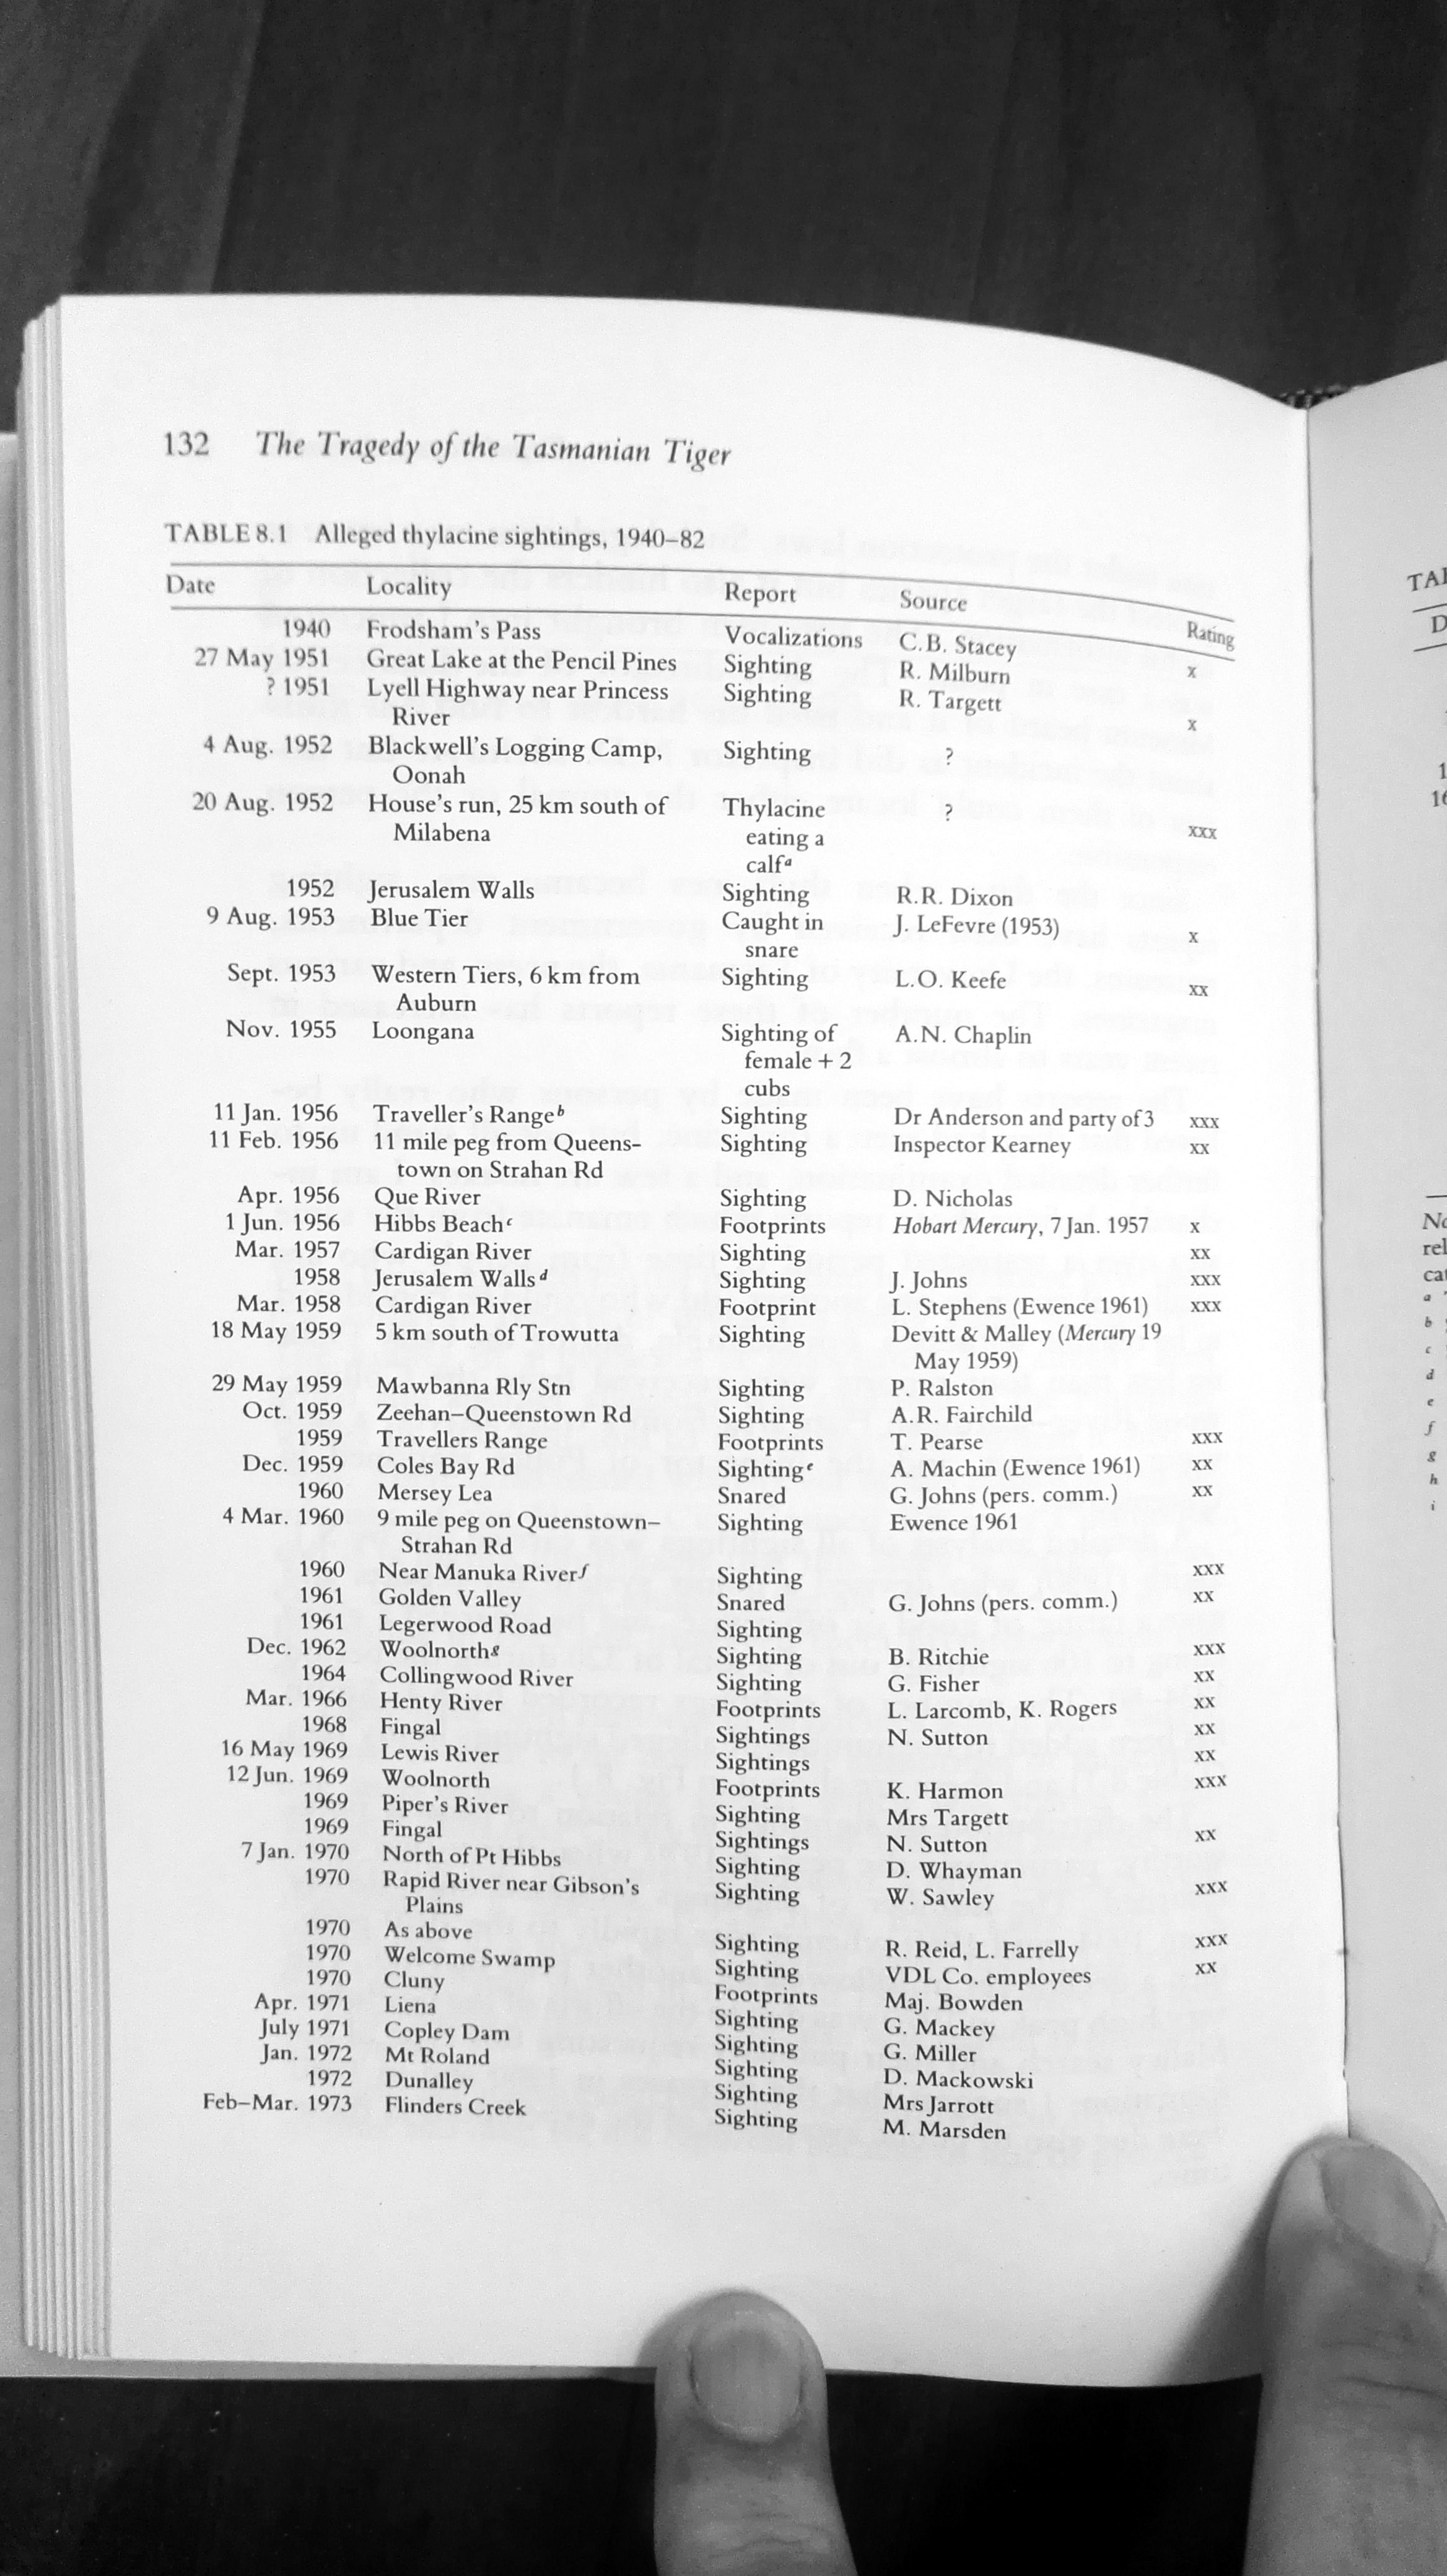 132 The Tragedy of the Tasmanian Tiger
TABLE 8.1 Alleged thylacine sightings, 1940–82
Date Locality Report Source Rating
1940 Frodsham's Pass Vocalizations C.B. Stacey x
27 May 1951 Great Lake at the Pencil Pines Sighting R. Milburn
? 1951 Lyell Highway near Princess Sighting R. Targett x
River
4 Aug. 1952 Blackwell's Logging Camp, Sighting ?
Oonah
20 Aug. 1952 House's run, 25 km south of Thylacine ? xxx
Milabena eating a
calfᵃ
1952 Jerusalem Walls Sighting R.R. Dixon
9 Aug. 1953 Blue Tier Caught in J. LeFevre (1953) x
snare
Sept. 1953 Western Tiers, 6 km from Sighting L.O. Keefe xx
Auburn
Nov. 1955 Loongana Sighting of A.N. Chaplin
female + 2
cubs
11 Jan. 1956 Traveller's Rangeᵇ Sighting Dr Anderson and party of 3 xxx
11 Feb. 1956 11 mile peg from Queens- Sighting Inspector Kearney xx
town on Strahan Rd
Apr. 1956 Que River Sighting D. Nicholas
1 Jun. 1956 Hibbs Beachᶜ Footprints Hobart Mercury, 7 Jan. 1957 x
Mar. 1957 Cardigan River Sighting xx
1958 Jerusalem Wallsᵈ Sighting J. Johns xxx
Mar. 1958 Cardigan River Footprint L. Stephens (Ewence 1961) xxx
18 May 1959 5 km south of Trowutta Sighting Devitt & Malley (Mercury 19
May 1959)
29 May 1959 Mawbanna Rly Stn Sighting P. Ralston
Oct. 1959 Zeehan–Queenstown Rd Sighting A.R. Fairchild
1959 Travellers Range Footprints T. Pearse xxx
Dec. 1959 Coles Bay Rd Sightingᵉ A. Machin (Ewence 1961) xx
1960 Mersey Lea Snared G. Johns (pers. comm.) xx
4 Mar. 1960 9 mile peg on Queenstown– Sighting Ewence 1961
Strahan Rd
1960 Near Manuka Riverᶠ Sighting xxx
1961 Golden Valley Snared G. Johns (pers. comm.) xx
1961 Legerwood Road Sighting
Dec. 1962 Woolnorthᵍ Sighting B. Ritchie xxx
1964 Collingwood River Sighting G. Fisher xx
Mar. 1966 Henty River Footprints L. Larcomb, K. Rogers xx
1968 Fingal Sightings N. Sutton xx
16 May 1969 Lewis River Sightings xx
12 Jun. 1969 Woolnorth Footprints K. Harmon xxx
1969 Piper's River Sighting Mrs Targett
1969 Fingal Sightings N. Sutton xx
7 Jan. 1970 North of Pt Hibbs Sighting D. Whayman
1970 Rapid River near Gibson's Sighting W. Sawley xxx
Plains
1970 As above Sighting R. Reid, L. Farrelly xxx
1970 Welcome Swamp Sighting VDL Co. employees xx
1970 Cluny Footprints Maj. Bowden
Apr. 1971 Liena Sighting G. Mackey
July 1971 Copley Dam Sighting G. Miller
Jan. 1972 Mt Roland Sighting D. Mackowski
1972 Dunalley Sighting Mrs Jarrott
Feb–Mar. 1973 Flinders Creek Sighting M. Marsden